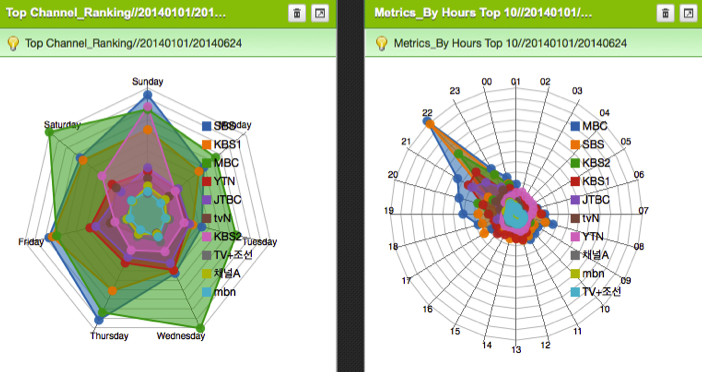 Top Channel_Ranking//20140101/201...
Top Channel_Ranking//20140101/20140624
Sunday
Saturday
Friday
Thursday
Wednesday
Tuesday
SBS
KBS1
MBC
YTN
JTBC
tvN
KBS2
TV+조선
채널A
mbn
Metrics_By Hours Top 10//20140101/...
Metrics_By Hours Top 10//20140101/20140624
00
01
02
03
04
05
06
07
08
09
10
11
12
13
14
15
16
17
18
19
20
21
22
23
MBC
SBS
KBS2
KBS1
JTBC
tvN
YTN
채널A
mbn
TV+조선